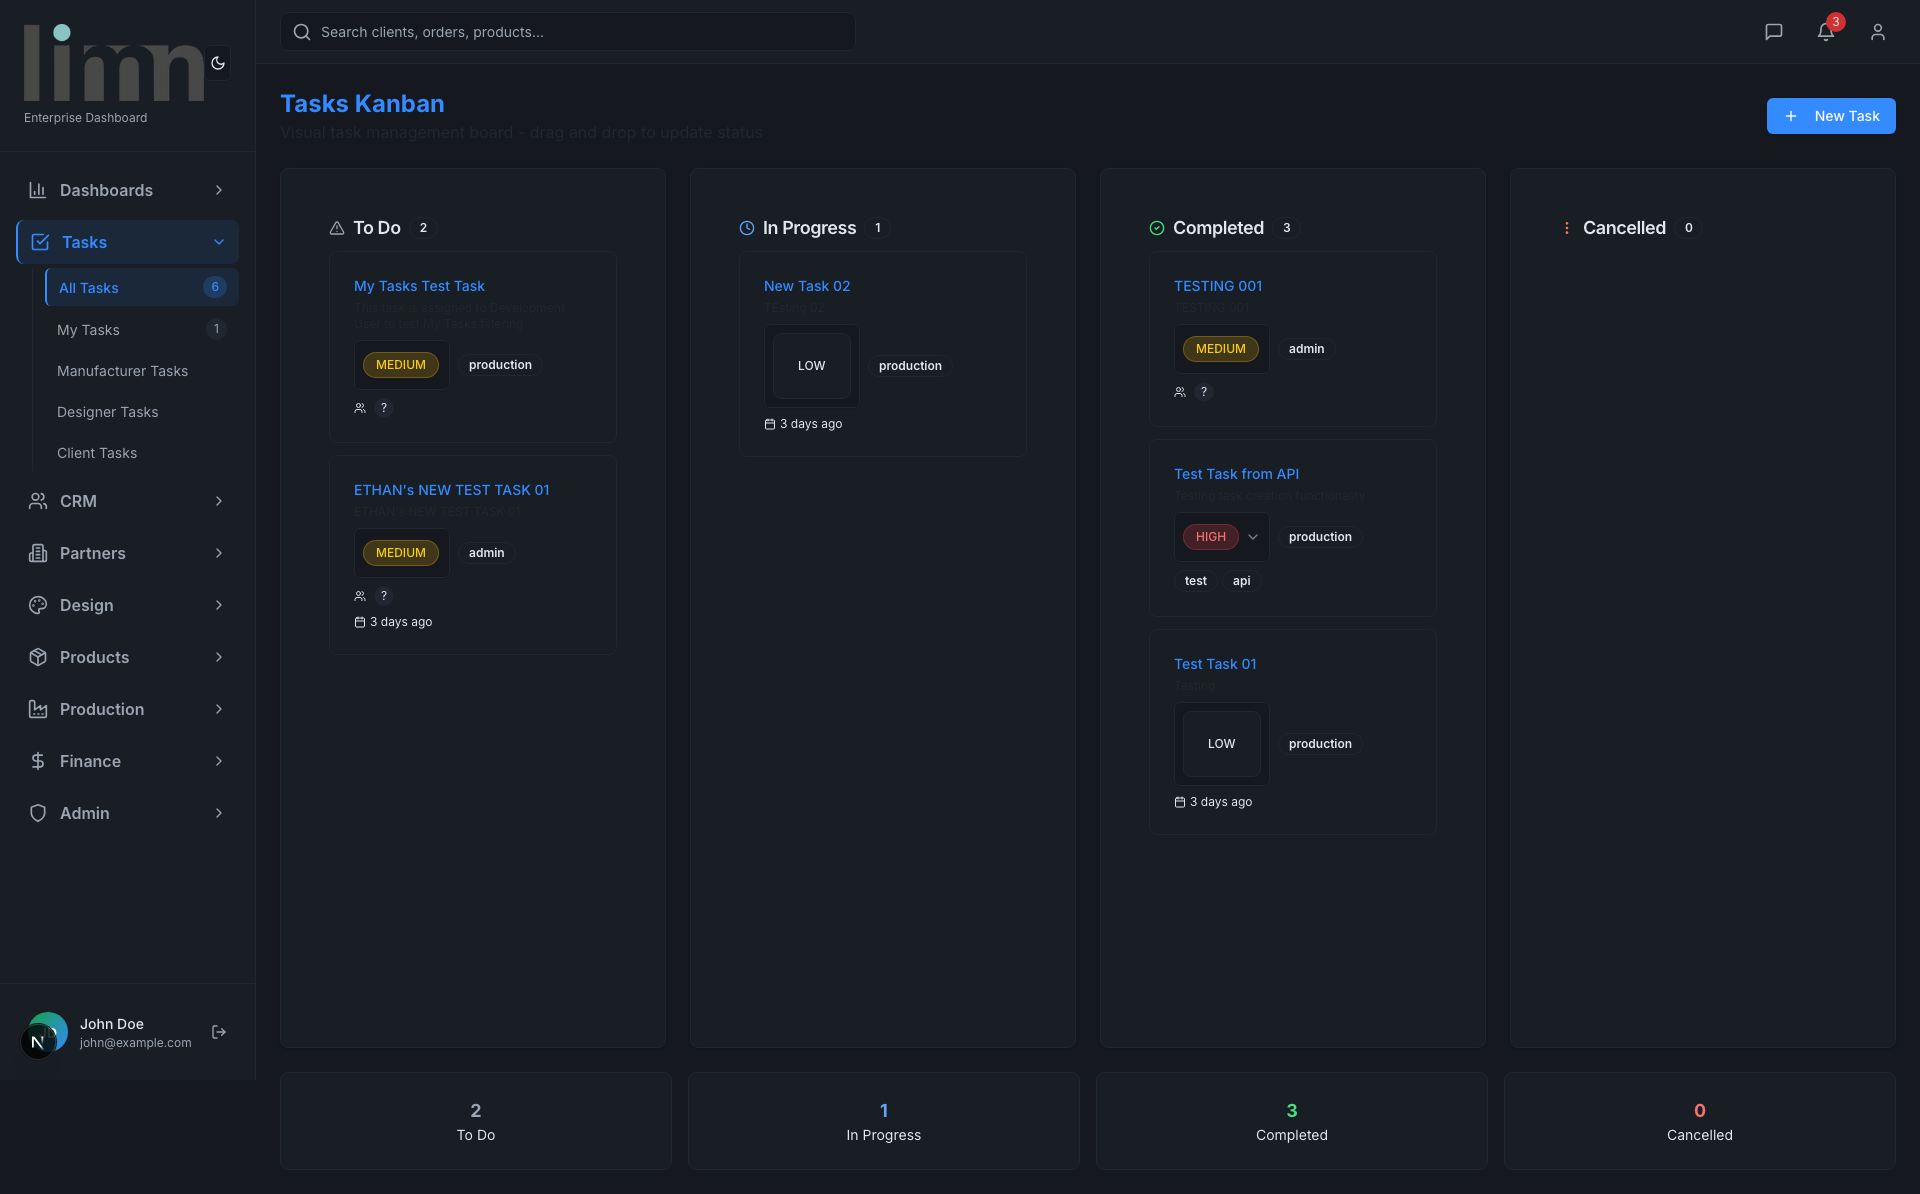 limn
Enterprise Dashboard
Search clients, orders, products...
3
Dashboards
Tasks
All Tasks 6
My Tasks 1
Manufacturer Tasks
Designer Tasks
Client Tasks
CRM
Partners
Design
Products
Production
Finance
Admin
John Doe
john@example.com
N
Tasks Kanban
Visual task management board - drag and drop to update status
New Task
To Do 2
My Tasks Test Task
This task is assigned to Development
User to test My Tasks filtering
MEDIUM production
?
ETHAN's NEW TEST TASK 01
ETHAN's NEW TEST TASK 01
MEDIUM admin
?
3 days ago
In Progress 1
New Task 02
TEsting 02
LOW production
3 days ago
Completed 3
TESTING 001
TESTING 001
MEDIUM admin
?
Test Task from API
Testing task creation functionality
HIGH production
test api
Test Task 01
Testing
LOW production
3 days ago
Cancelled 0
2
To Do
1
In Progress
3
Completed
0
Cancelled